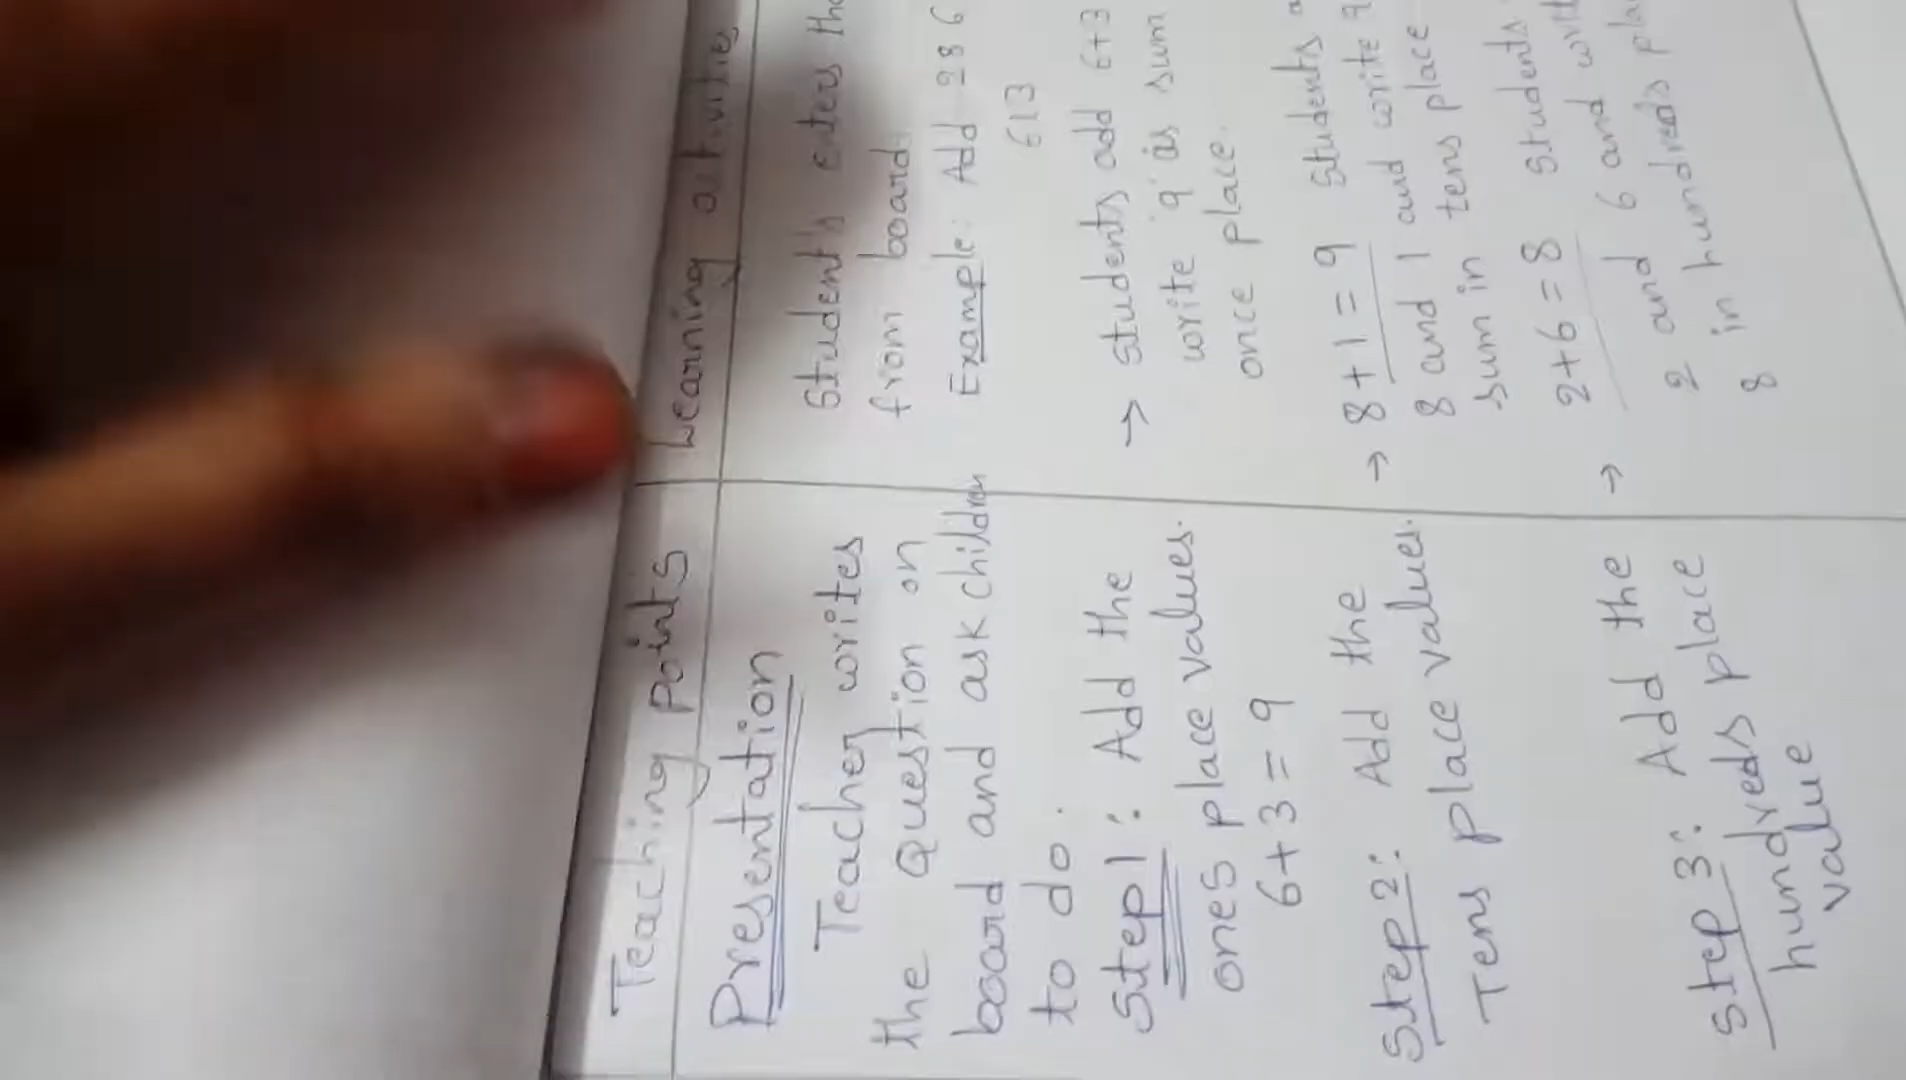 Teaching points
Presentation
Teacher writes
the Question on
board and ask children
to do.
Step 1: Add the
ones place values.
6+3=9
Step 2: Add the
Tens place values.
Step 3: Add the
hundreds place
value
Learning activitie
Student's enters
from board.
Example: Add 286
613
→ students add 6+3
write 9 as sum
once place.
→ 8+1=9 students
8 and 1 and write 9
sum in tens place
→ 2+6=8 students
2 and 6 and
8 in hundreds